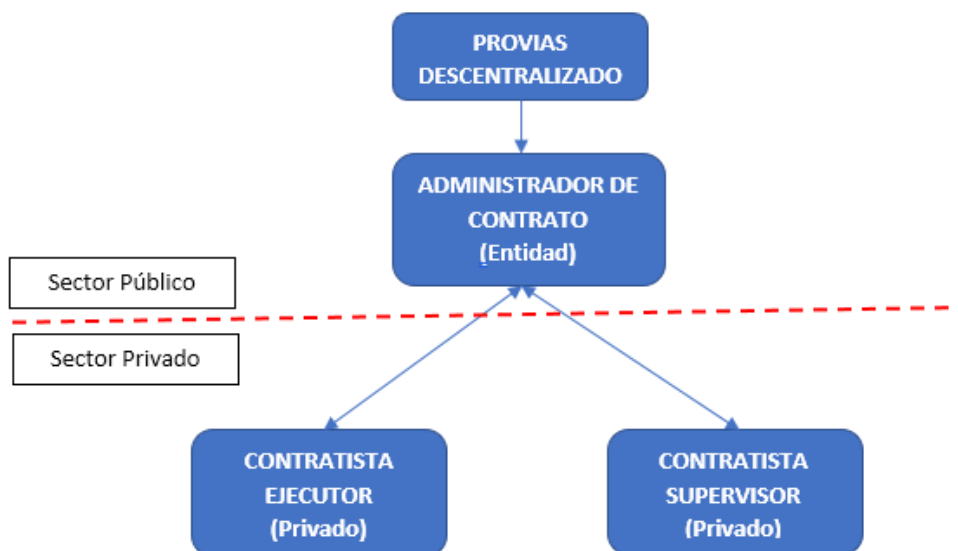 PROVIAS
DESCENTRALIZADO
ADMINISTRADOR DE
CONTRATO
(Entidad)
Sector Público
Sector Privado
CONTRATISTA
EJECUTOR
(Privado)
CONTRATISTA
SUPERVISOR
(Privado)